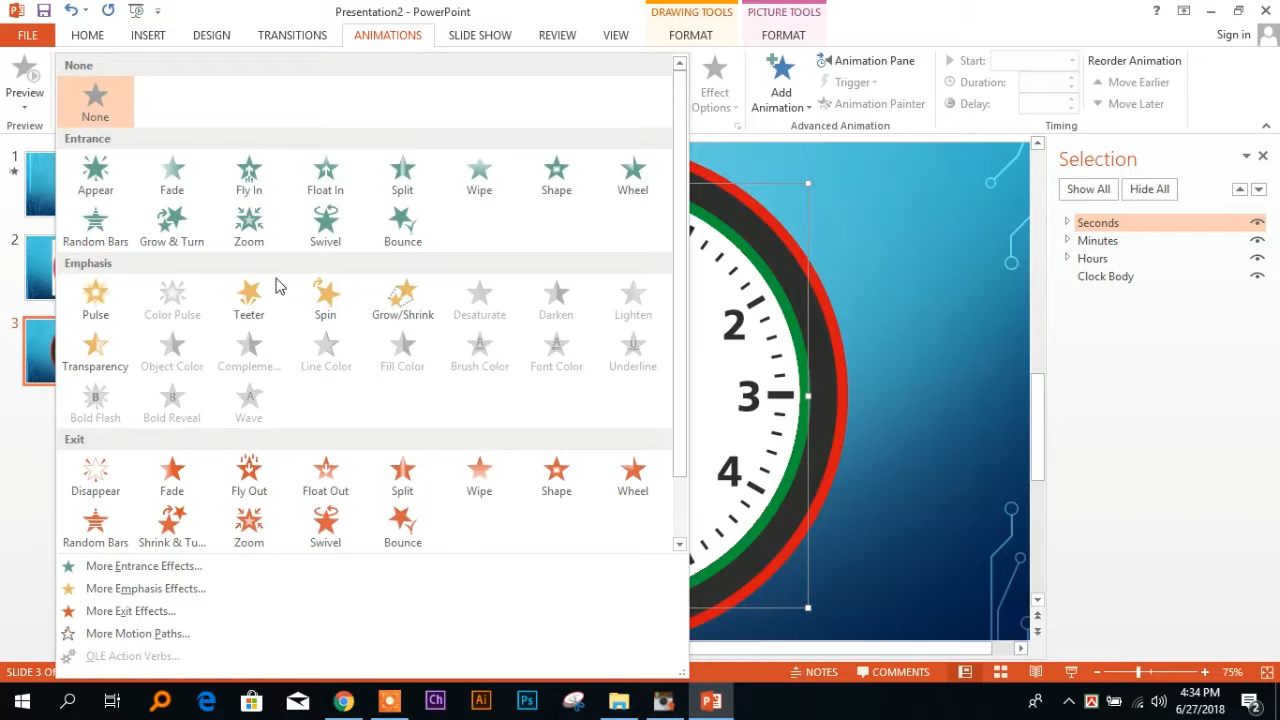 Presentation2 - PowerPoint
DRAWING TOOLS
PICTURE TOOLS
?
FILE HOME INSERT DESIGN TRANSITIONS ANIMATIONS SLIDE SHOW REVIEW VIEW FORMAT FORMAT Sign in
Preview
Preview
None
None
Entrance
Appear Fade Fly In Float In Split Wipe Shape Wheel
Random Bars Grow & Turn Zoom Swivel Bounce
Emphasis
Pulse Color Pulse Teeter Spin Grow/Shrink Desaturate Darken Lighten
Transparency Object Color Compleme... Line Color Fill Color Brush Color Font Color Underline
Bold Flash Bold Reveal Wave
Exit
Disappear Fade Fly Out Float Out Split Wipe Shape Wheel
Random Bars Shrink & Tu... Zoom Swivel Bounce
More Entrance Effects...
More Emphasis Effects...
More Exit Effects...
More Motion Paths...
OLE Action Verbs...
Effect
Options
Add
Animation
Animation Pane
Trigger
Animation Painter
Advanced Animation
Start:
Duration:
Delay:
Reorder Animation
Move Earlier
Move Later
Timing
1
2
3
2
3
4
Selection
Show All Hide All
Seconds
Minutes
Hours
Clock Body
SLIDE 3 OF
NOTES COMMENTS 75%
Ch Ai Ps
4:34 PM
6/27/2018
2